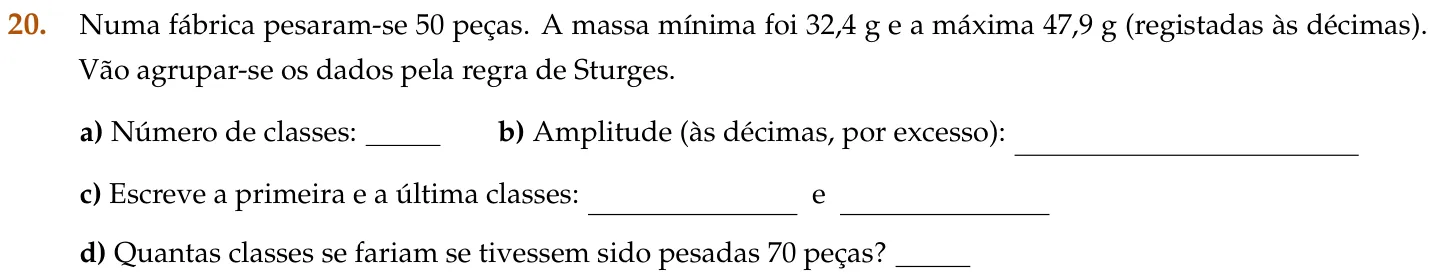 20. Numa fábrica pesaram-se 50 peças. A massa mínima foi 32,4 g e a máxima 47,9 g (registadas às décimas).
Vão agrupar-se os dados pela regra de Sturges.
a) Número de classes: _____ b) Amplitude (às décimas, por excesso): _____
c) Escreve a primeira e a última classes: _____ e _____
d) Quantas classes se fariam se tivessem sido pesadas 70 peças? _____